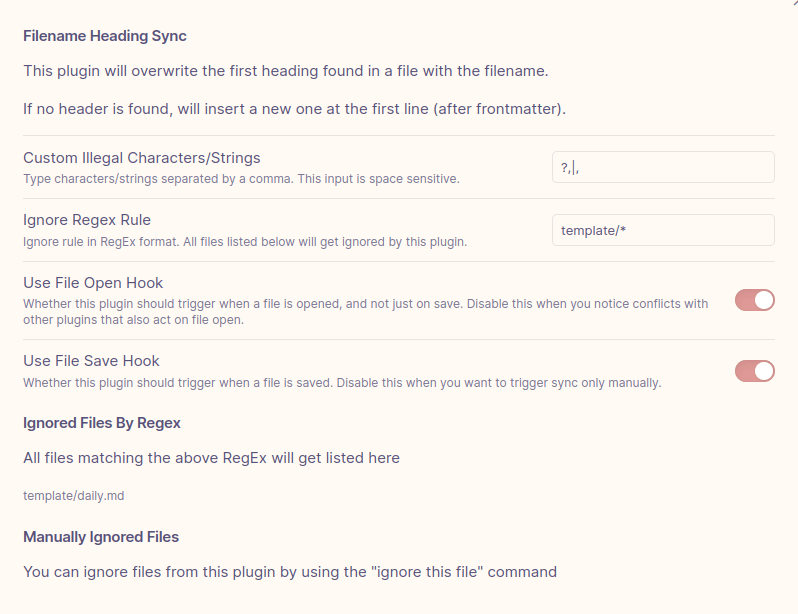 Filename Heading Sync
This plugin will overwrite the first heading found in a file with the filename.
If no header is found, will insert a new one at the first line (after frontmatter).
Custom Illegal Characters/Strings
Type characters/strings separated by a comma. This input is space sensitive.
?,|,
Ignore Regex Rule
Ignore rule in RegEx format. All files listed below will get ignored by this plugin.
template/*
Use File Open Hook
Whether this plugin should trigger when a file is opened, and not just on save. Disable this when you notice conflicts with
other plugins that also act on file open.
Use File Save Hook
Whether this plugin should trigger when a file is saved. Disable this when you want to trigger sync only manually.
Ignored Files By Regex
All files matching the above RegEx will get listed here
template/daily.md
Manually Ignored Files
You can ignore files from this plugin by using the "ignore this file" command